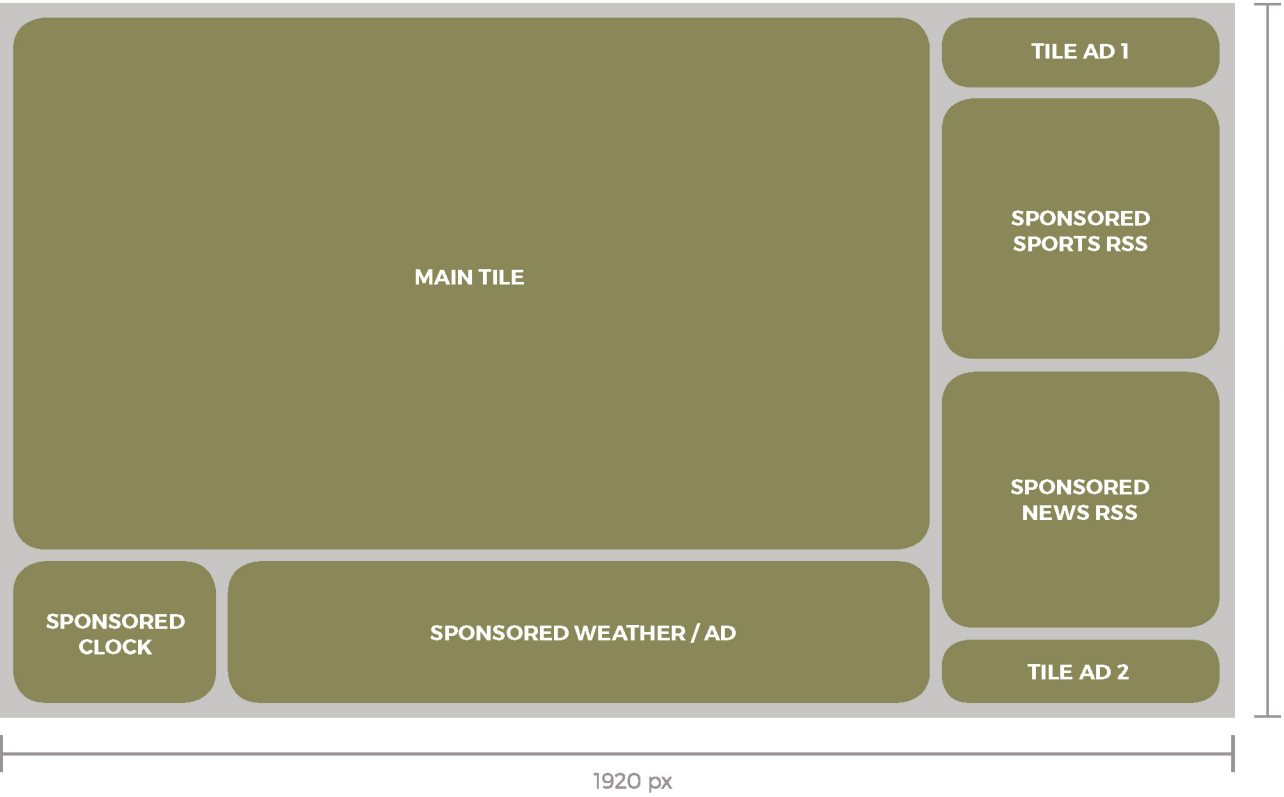 TILE AD 1
SPONSORED
SPORTS RSS
MAIN TILE
SPONSORED
NEWS RSS
SPONSORED
CLOCK
SPONSORED WEATHER / AD
TILE AD 2
1920 px